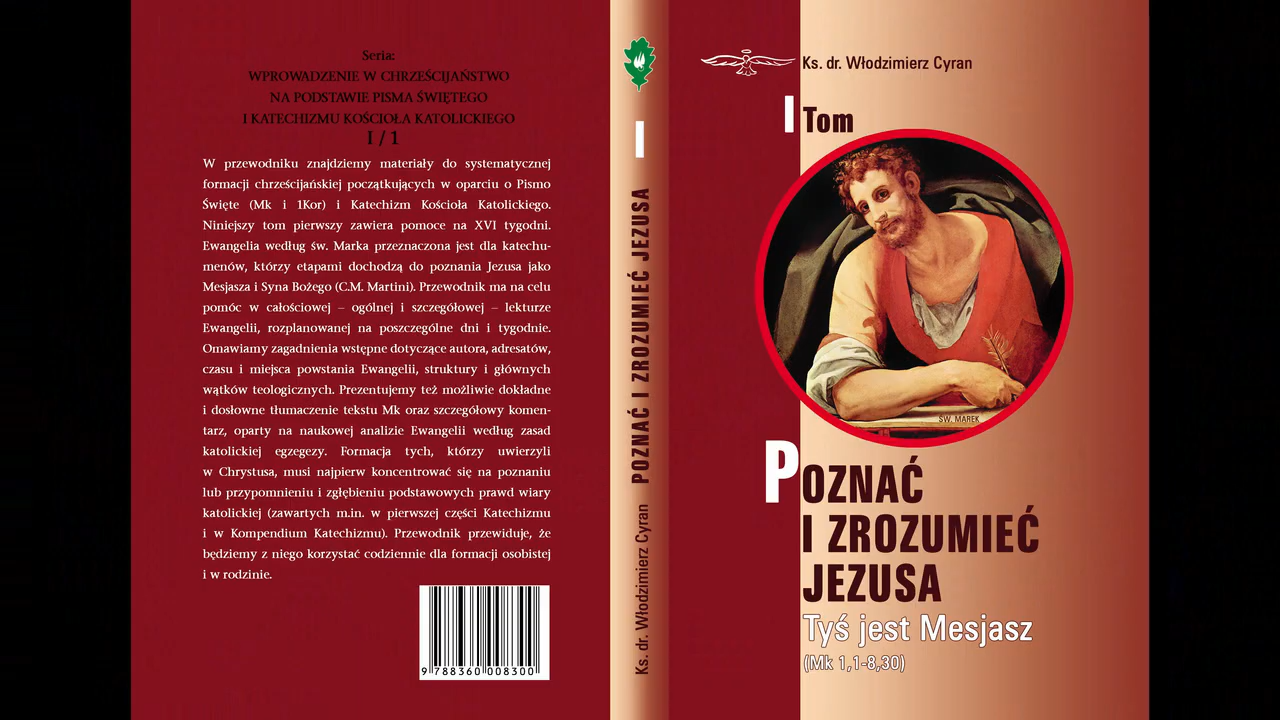 Seria:
WPROWADZENIE W CHRZEŚCIJAŃSTWO
NA PODSTAWIE PISMA ŚWIĘTEGO
I KATECHIZMU KOŚCIOŁA KATOLICKIEGO
I / 1
W przewodniku znajdziemy materiały do systematycznej
formacji chrześcijańskiej początkujących w oparciu o Pismo
Święte (Mk i 1Kor) i Katechizm Kościoła Katolickiego.
Niniejszy tom pierwszy zawiera pomoce na XVI tygodni.
Ewangelia według św. Marka przeznaczona jest dla katechu-
menów, którzy etapami dochodzą do poznania Jezusa jako
Mesjasza i Syna Bożego (C.M. Martini). Przewodnik ma na celu
pomóc w całościowej – ogólnej i szczegółowej – lekturze
Ewangelii, rozplanowanej na poszczególne dni i tygodnie.
Omawiamy zagadnienia wstępne dotyczące autora, adresatów,
czasu i miejsca powstania Ewangelii, struktury i głównych
wątków teologicznych. Prezentujemy też możliwie dokładne
i dosłowne tłumaczenie tekstu Mk oraz szczegółowy komen-
tarz, oparty na naukowej analizie Ewangelii według zasad
katolickiej egzegezy. Formacja tych, którzy uwierzyli
w Chrystusa, musi najpierw koncentrować się na poznaniu
lub przypomnieniu i zgłębieniu podstawowych prawd wiary
katolickiej (zawartych m.in. w pierwszej części Katechizmu
i w Kompendium Katechizmu). Przewodnik przewiduje, że
będziemy z niego korzystać codziennie dla formacji osobistej
i w rodzinie.
9 788360 008300
I
POZNAĆ I ZROZUMIEĆ JEZUSA
Ks. dr. Włodzimierz Cyran
Ks. dr. Włodzimierz Cyran
I Tom
ŚW. MAREK
POZNAĆ
I ZROZUMIEĆ
JEZUSA
Tyś jest Mesjasz
(Mk 1,1-8,30)